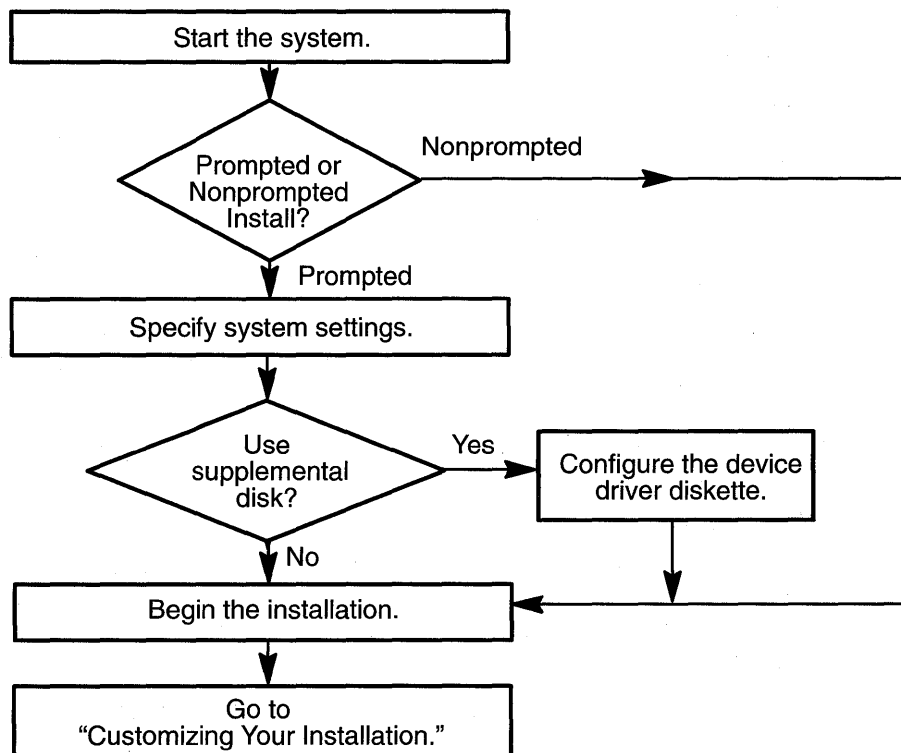 Start the system.
Prompted or
Nonprompted
Install?
Nonprompted
Prompted
Specify system settings.
Use
supplemental
disk?
Yes
Configure the device
driver diskette.
No
Begin the installation.
Go to
“Customizing Your Installation.”